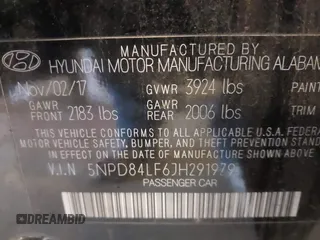 MANUFACTURED BY
HYUNDAI MOTOR MANUFACTURING ALABAM
Nov/02/17 GVWR 3924 lbs PAINT
GAWR FRONT 2183 lbs GAWR REAR 2006 lbs TRIM
THIS VEHICLE CONFORMS TO ALL APPLICABLE U.S.A. FEDERAL
MOTOR VEHICLE SAFETY, BUMPER, AND THEFT PREVENTION STANDARDS
IN EFFECT ON THE DATE OF MANUFACTURE SHOWN ABOVE.
V.I.N 5NPD84LF6JH291979
PASSENGER CAR
DREAMBID